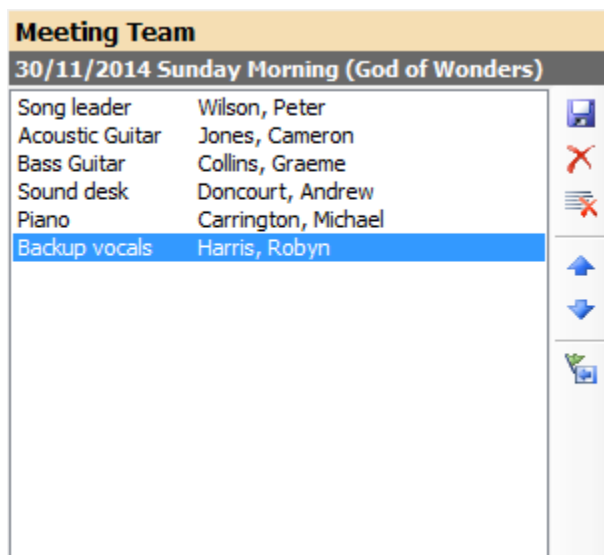 Meeting Team
30/11/2014 Sunday Morning (God of Wonders)
Song leader Wilson, Peter
Acoustic Guitar Jones, Cameron
Bass Guitar Collins, Graeme
Sound desk Doncourt, Andrew
Piano Carrington, Michael
Backup vocals Harris, Robyn